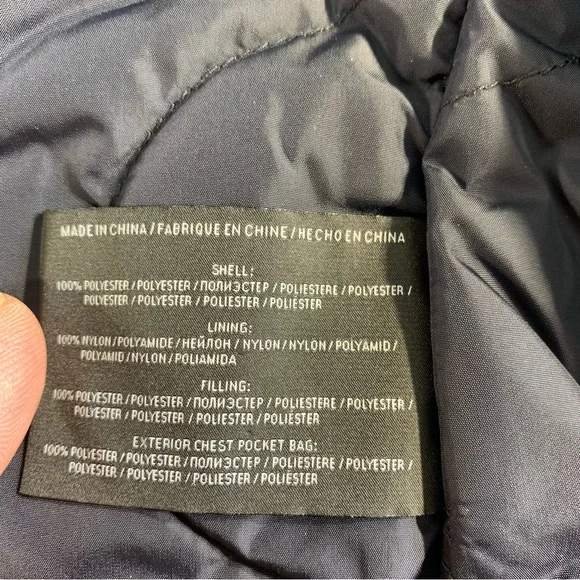 MADE IN CHINA / FABRIQUE EN CHINE / HECHO EN CHINA
SHELL:
100% POLYESTER / POLYESTER / ПОЛИЭСТЕР / POLIESTERE / POLYESTER /
POLYESTER / POLYESTER / POLIESTER / POLIÉSTER
LINING:
100% NYLON / POLYAMIDE / НЕЙЛОН / NYLON / NYLON / POLYAMID /
POLYAMID / NYLON / POLIAMIDA
FILLING:
100% POLYESTER / POLYESTER / ПОЛИЭСТЕР / POLIESTERE / POLYESTER /
POLYESTER / POLYESTER / POLIESTER / POLIÉSTER
EXTERIOR CHEST POCKET BAG:
100% POLYESTER / POLYESTER / ПОЛИЭСТЕР / POLIESTERE / POLYESTER /
POLYESTER / POLYESTER / POLIESTER / POLIÉSTER